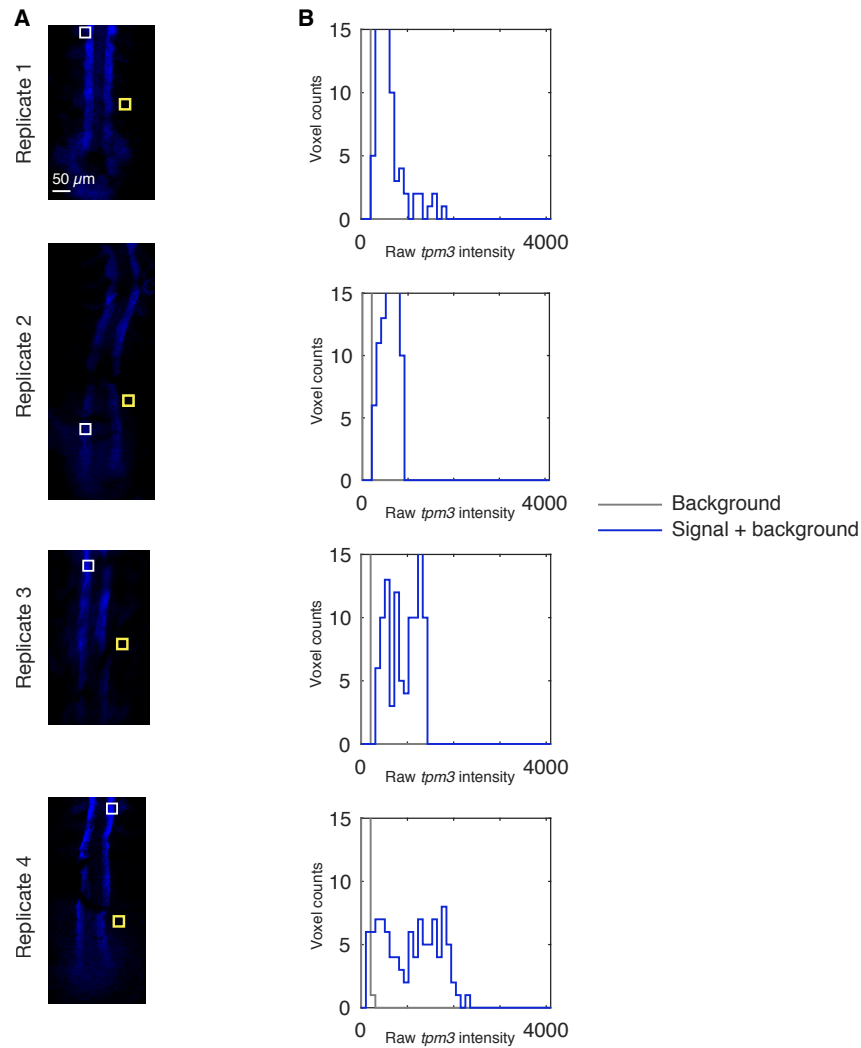 A
B
Replicate 1
50 µm
15
10
5
0
Voxel counts
0
4000
Raw tpm3 intensity
Replicate 2
15
10
5
0
Voxel counts
0
4000
Raw tpm3 intensity
Background
Signal + background
Replicate 3
15
10
5
0
Voxel counts
0
4000
Raw tpm3 intensity
Replicate 4
15
10
5
0
Voxel counts
0
4000
Raw tpm3 intensity